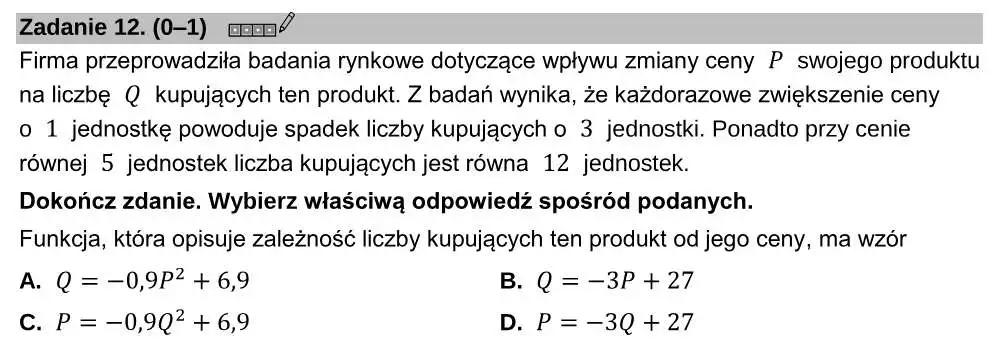 Zadanie 12. (0–1)
Firma przeprowadziła badania rynkowe dotyczące wpływu zmiany ceny P swojego produktu
na liczbę Q kupujących ten produkt. Z badań wynika, że każdorazowe zwiększenie ceny
o 1 jednostkę powoduje spadek liczby kupujących o 3 jednostki. Ponadto przy cenie
równej 5 jednostek liczba kupujących jest równa 12 jednostek.
Dokończ zdanie. Wybierz właściwą odpowiedź spośród podanych.
Funkcja, która opisuje zależność liczby kupujących ten produkt od jego ceny, ma wzór
A. Q = −0,9P² + 6,9 B. Q = −3P + 27
C. P = −0,9Q² + 6,9 D. P = −3Q + 27